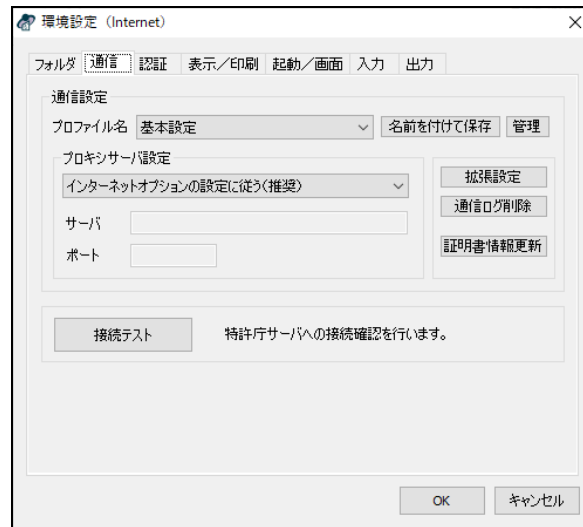 環境設定（Internet）
フォルダ 通信 認証 表示／印刷 起動／画面 入力 出力
通信設定
プロファイル名 基本設定 名前を付けて保存 管理
プロキシサーバ設定
インターネットオプションの設定に従う(推奨)
サーバ
ポート
拡張設定
通信ログ削除
証明書情報更新
接続テスト 特許庁サーバへの接続確認を行います。
OK キャンセル